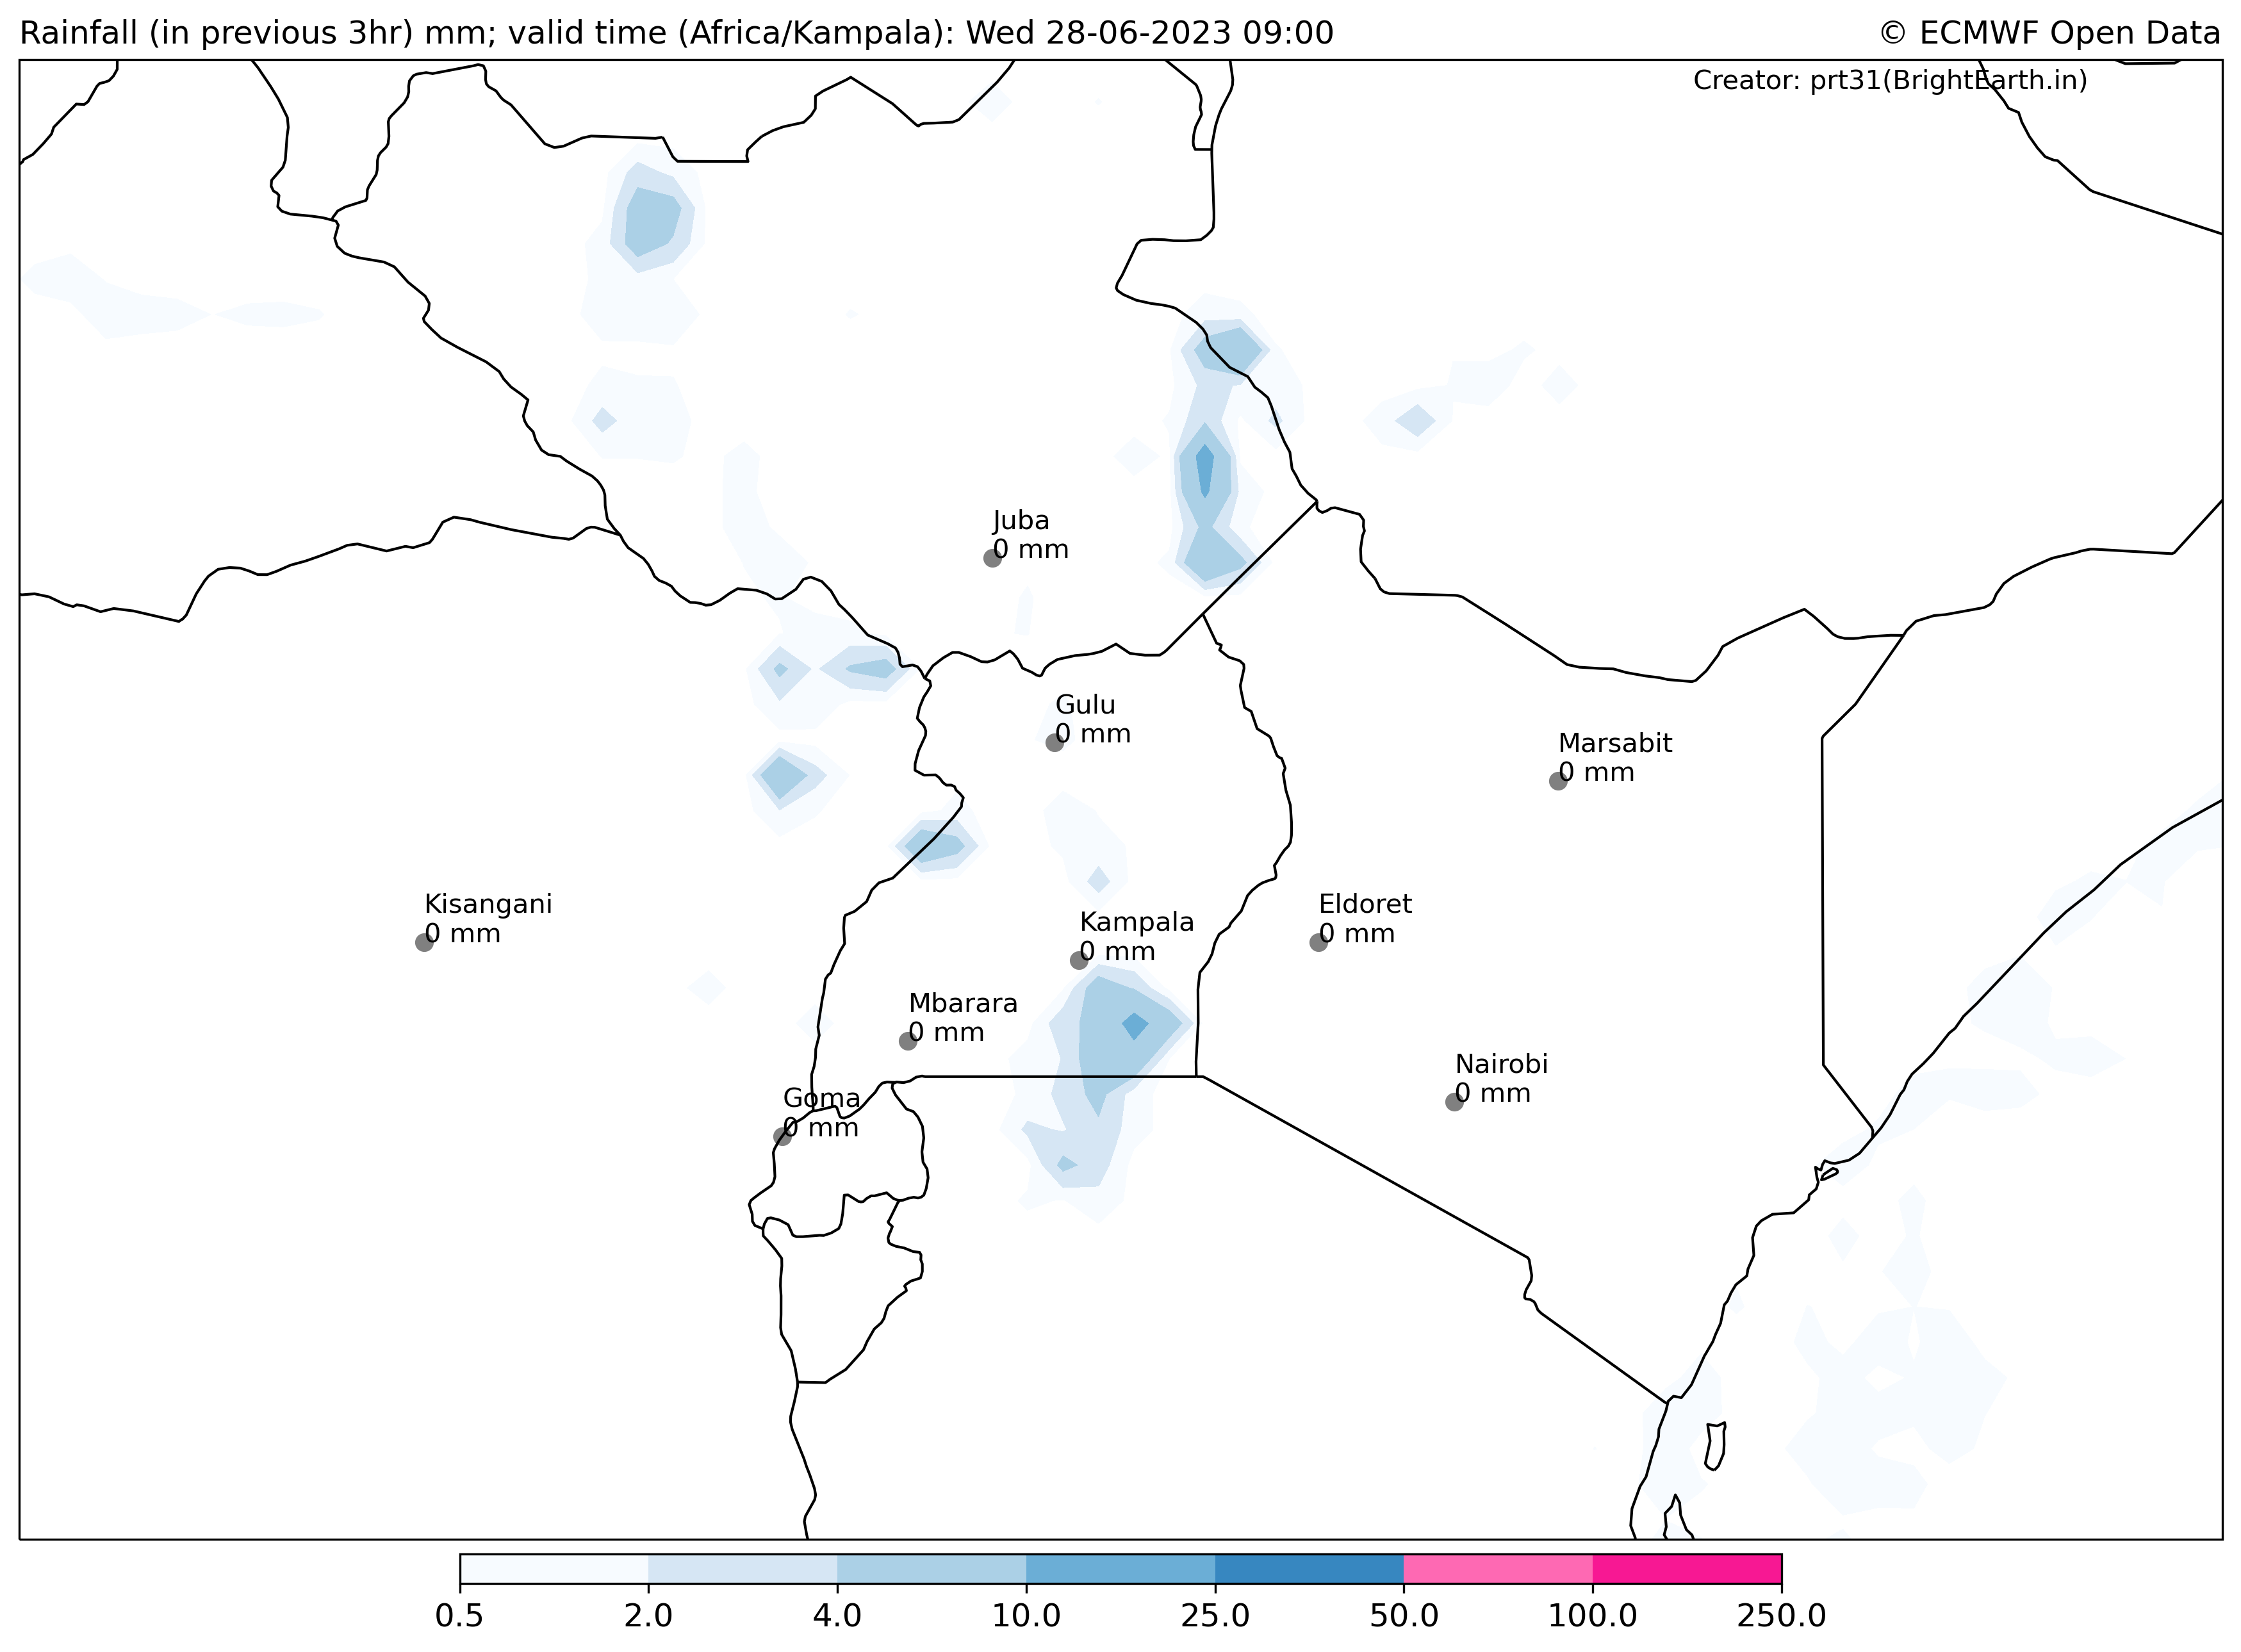 Rainfall (in previous 3hr) mm; valid time (Africa/Kampala): Wed 28-06-2023 09:00
© ECMWF Open Data
Creator: prt31(BrightEarth.in)
Juba
0 mm
Gulu
0 mm
Marsabit
0 mm
Kisangani
0 mm
Eldoret
0 mm
Kampala
0 mm
Mbarara
0 mm
Nairobi
0 mm
Goma
0 mm
0.5 2.0 4.0 10.0 25.0 50.0 100.0 250.0